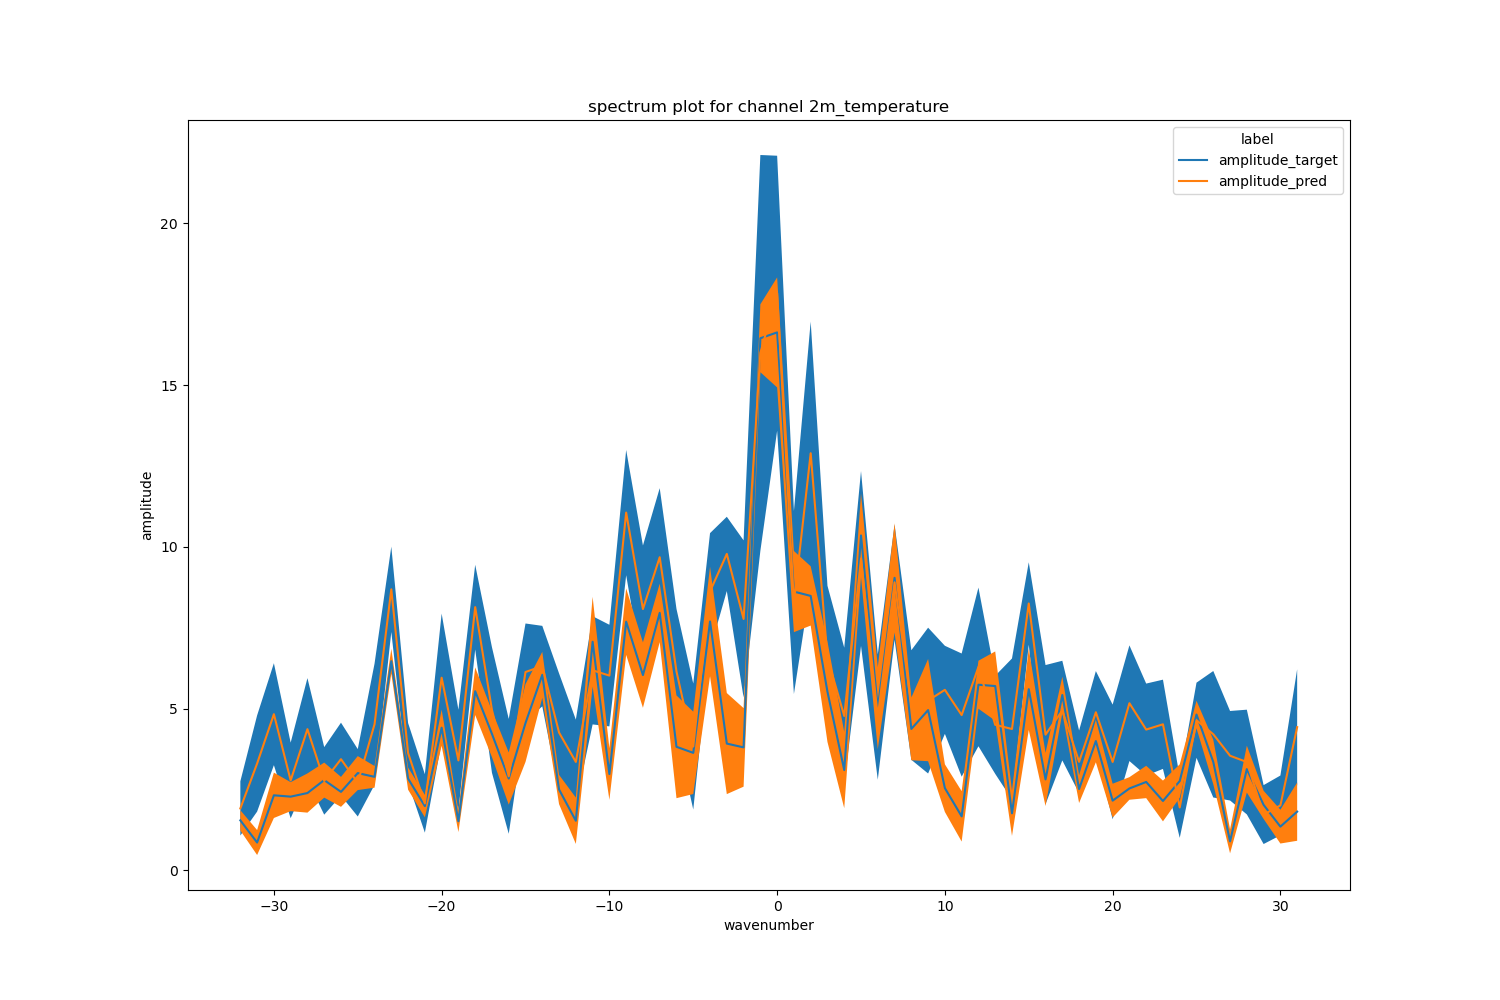 spectrum plot for channel 2m_temperature
label
amplitude_target
amplitude_pred
20
15
10
5
0
amplitude
−30
−20
−10
0
10
20
30
wavenumber